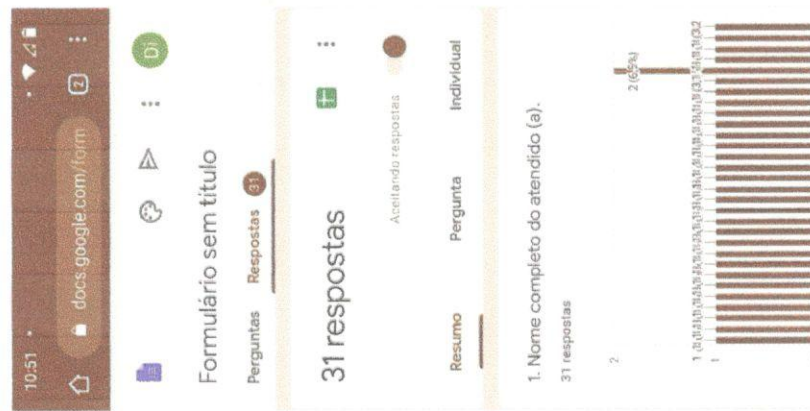 10:51
docs.google.com/form
2
Di
Formulário sem título
Perguntas Respostas 31
31 respostas
Aceitando respostas
Resumo Pergunta Individual
1. Nome completo do atendido (a).
31 respostas
2
2 (6,5%)
1